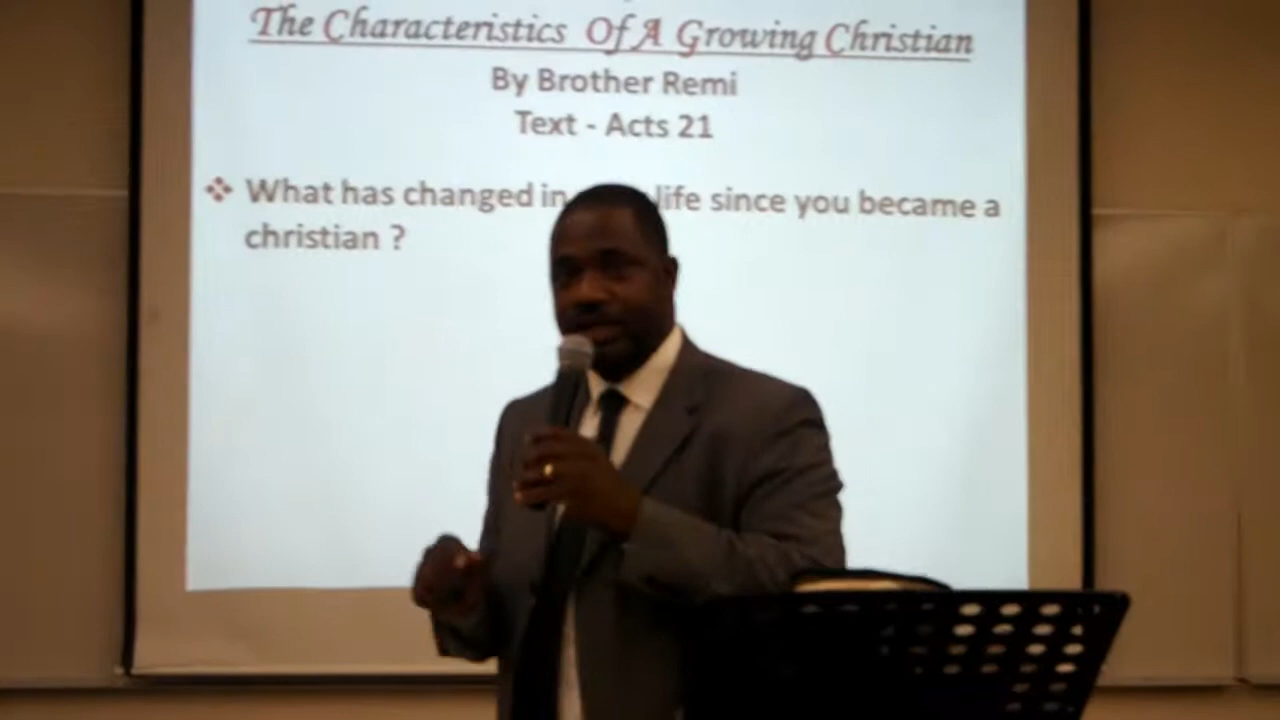 The Characteristics Of A Growing Christian
By Brother Remi
Text - Acts 21
What has changed in life since you became a
christian ?